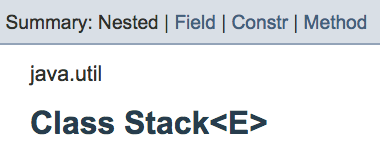 Summary: Nested | Field | Constr | Method
java.util
Class Stack<E>